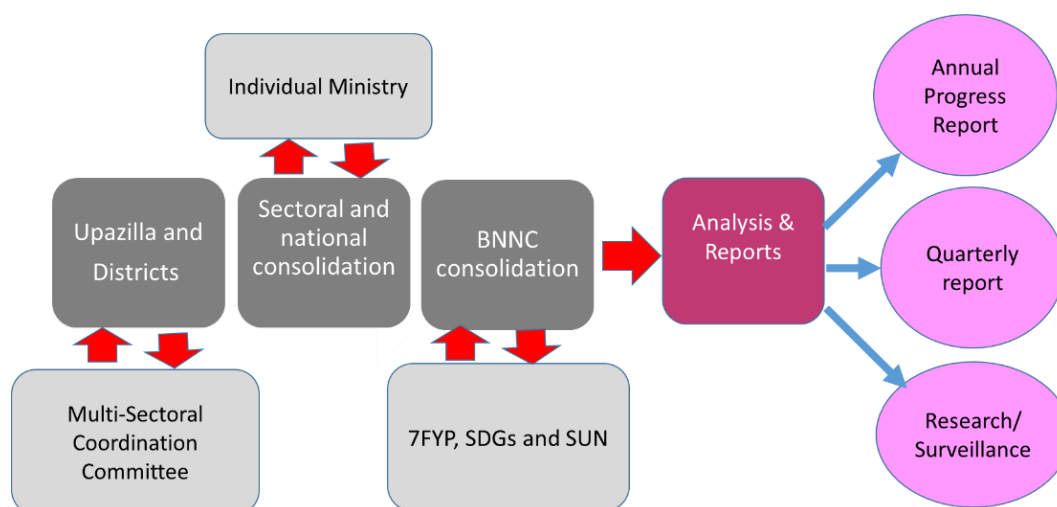 Individual Ministry
Upazilla and
Districts
Sectoral and
national
consolidation
BNNC
consolidation
Multi-Sectoral
Coordination
Committee
7FYP, SDGs and SUN
Analysis &
Reports
Annual
Progress
Report
Quarterly
report
Research/
Surveillance